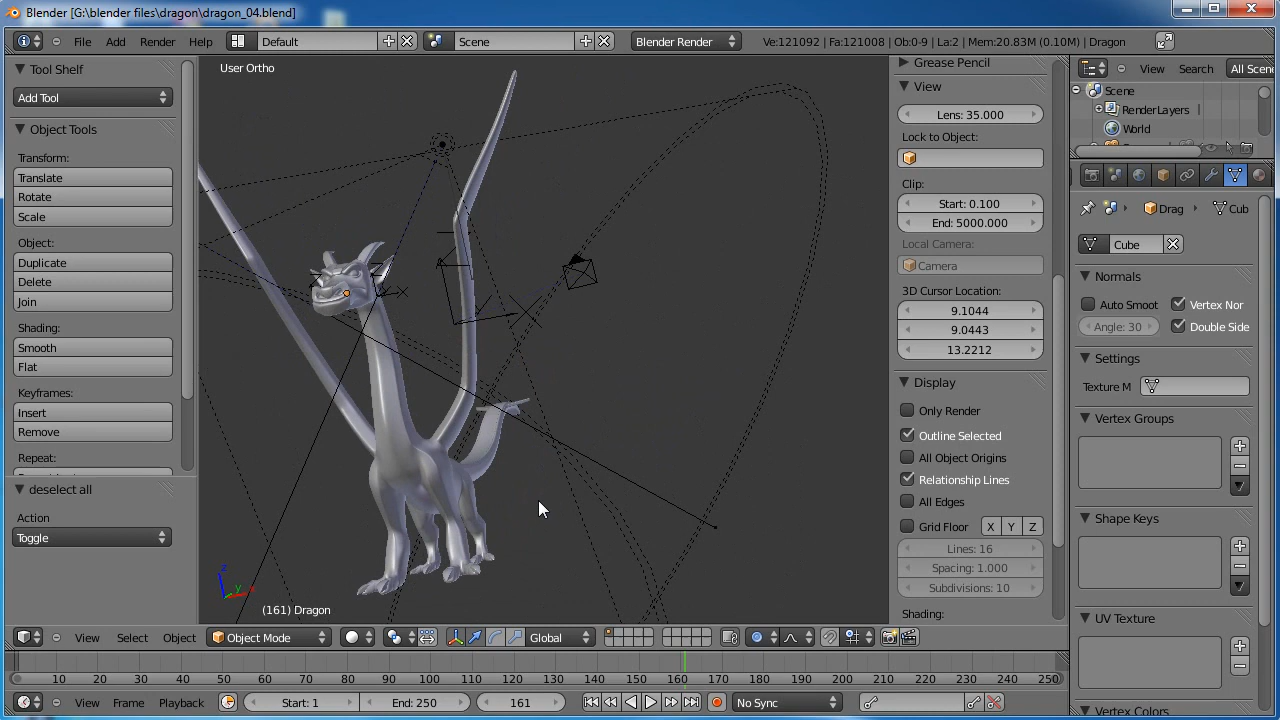 Blender [G:\blender files\dragon\dragon_04.blend]
File Add Render Help Default Scene Blender Render Ve:121092 | Fa:121008 | Ob:0-9 | La:2 | Mem:20.83M (0.10M) | Dragon
Tool Shelf
Add Tool
Object Tools
Transform:
Translate
Rotate
Scale
Object:
Duplicate
Delete
Join
Shading:
Smooth
Flat
Keyframes:
Insert
Remove
Repeat:
deselect all
Action
Toggle
User Ortho
z
y
(161) Dragon
Grease Pencil
View
Lens: 35.000
Lock to Object:
Clip:
Start: 0.100
End: 5000.000
Local Camera:
Camera
3D Cursor Location:
9.1044
9.0443
13.2212
Display
Only Render
Outline Selected
All Object Origins
Relationship Lines
All Edges
Grid Floor X Y Z
Lines: 16
Spacing: 1.000
Subdivisions: 10
Shading:
View Search All Scene
Scene
RenderLayers
World
Drag Cub
Cube
Normals
Auto Smoot Vertex Nor
Angle: 30 Double Side
Settings
Texture M
Vertex Groups
Shape Keys
UV Texture
Vertex Colors
View Select Object Object Mode Global
10 20 30 40 50 60 70 80 90 100 110 120 130 140 150 160 170 180 190 200 210 220 230 240 250
View Frame Playback Start: 1 End: 250 161 No Sync